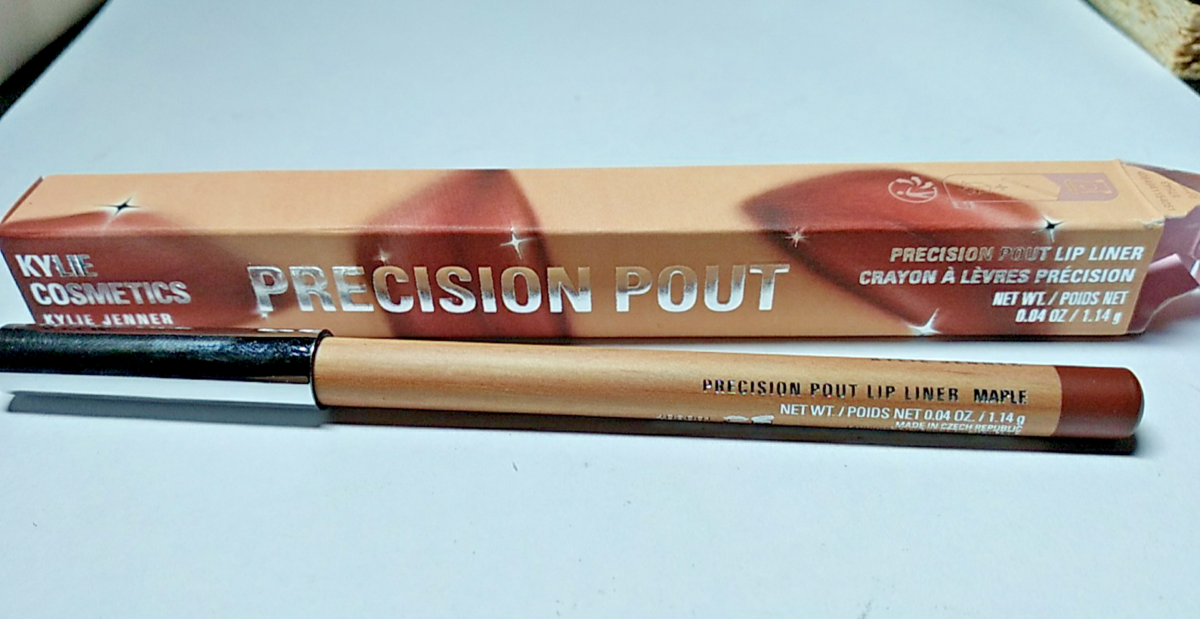 KYLIE
COSMETICS
KYLIE JENNER
PRECISION POUT
PRECISION POUT LIP LINER
CRAYON À LÈVRES PRÉCISION
NET WT. / POIDS NET
0.04 OZ / 1.14 g
PRECISION POUT LIP LINER MAPLE
NET WT. / POIDS NET 0.04 OZ. / 1.14 g
MADE IN CZECH REPUBLIC